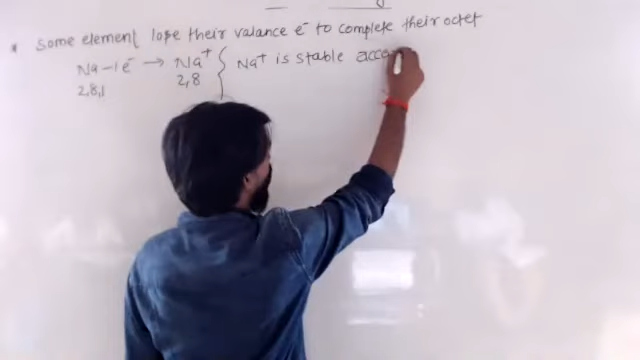 * Some element lose their valance e⁻ to complete their octet
Na – 1e⁻ → Na⁺ { Na⁺ is stable acco
2,8,1 2,8